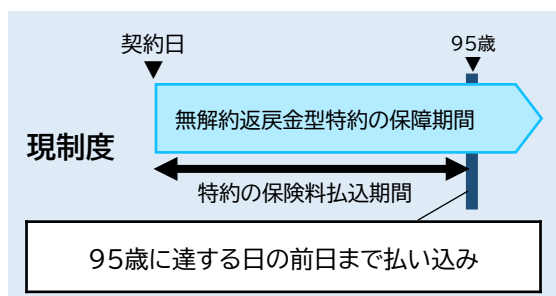 契約日
95歳
▼
▼
無解約返戻金型特約の保障期間
現制度
特約の保険料払込期間
95歳に達する日の前日まで払い込み